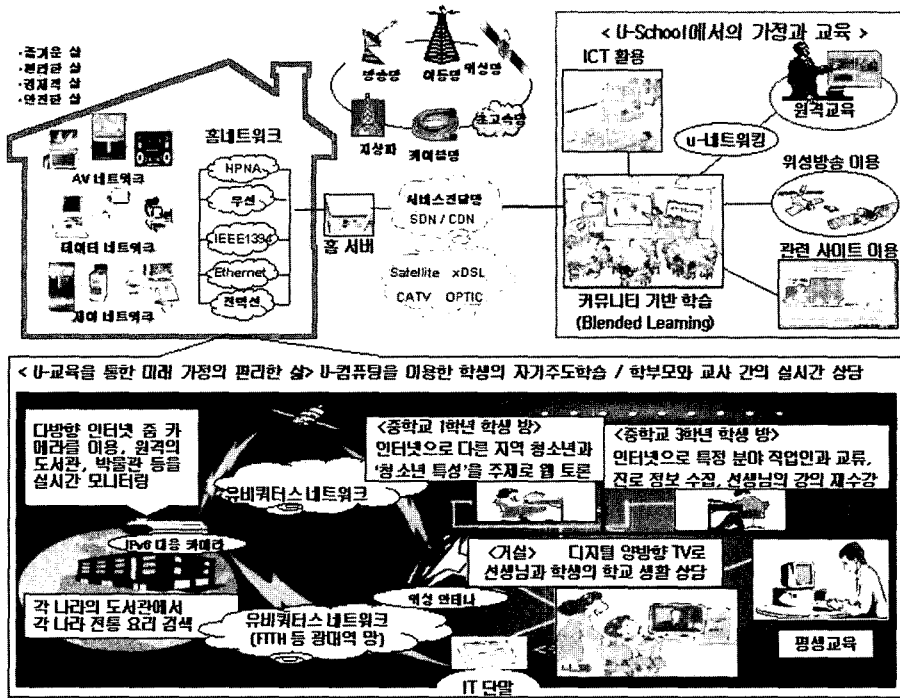 ·즐거운 삶
·편리한 삶
·경제적 삶
·안전한 삶
AV 네트워크
데이터 네트워크
제어 네트워크
홈네트워크
HPNA
무선
IEEE1394
Ethernet
전력선
방송망
이동망
위성망
지상파
케이블망
초고속망
홈 서버
서비스전달망
SDN / CDN
Satellite xDSL
CATV OPTIC
< U-School에서의 가정과 교육 >
ICT 활용
원격교육
u-네트워킹
위성방송 이용
관련 사이트 이용
커뮤니티 기반 학습
(Blended Learning)
< U-교육을 통한 미래 가정의 편리한 삶> U-컴퓨팅을 이용한 학생의 자기주도학습 / 학부모와 교사 간의 실시간 상담
다방향 인터넷 줌 카
메라를 이용, 원격의
도서관, 박물관 등을
실시간 모니터링
유비쿼터스 네트워크
<중학교 1학년 학생 방>
인터넷으로 다른 지역 청소년과
'청소년 특성'을 주제로 웹 토론
<중학교 3학년 학생 방>
인터넷으로 특정 분야 직업인과 교류,
진로 정보 수집, 선생님의 강의 재수강
IPv6 대응 카메라
<거실> 디지털 양방향 TV로
선생님과 학생의 학교 생활 상담
각 나라의 도서관에서
각 나라 전통 요리 검색
위성 안테나
유비쿼터스 네트워크
(FTTH 등 광대역 망)
평생교육
IT 단말